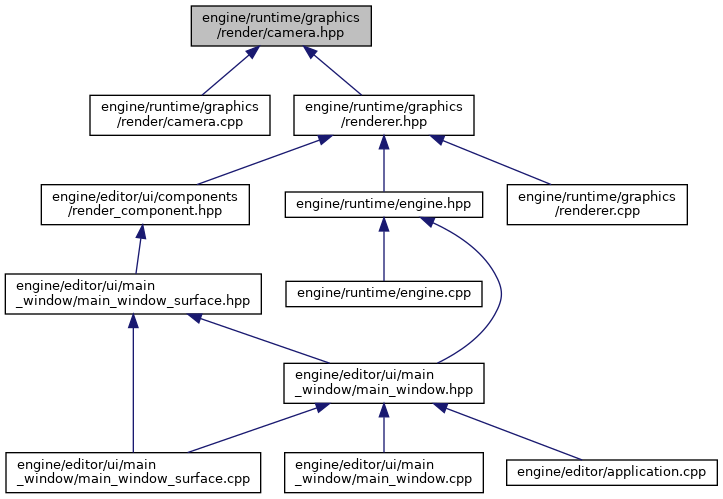 engine/runtime/graphics
/render/camera.hpp
engine/runtime/graphics
/render/camera.cpp
engine/runtime/graphics
/renderer.hpp
engine/editor/ui/components
/render_component.hpp
engine/runtime/engine.hpp
engine/runtime/graphics
/renderer.cpp
engine/editor/ui/main
_window/main_window_surface.hpp
engine/runtime/engine.cpp
engine/editor/ui/main
_window/main_window.hpp
engine/editor/ui/main
_window/main_window_surface.cpp
engine/editor/ui/main
_window/main_window.cpp
engine/editor/application.cpp